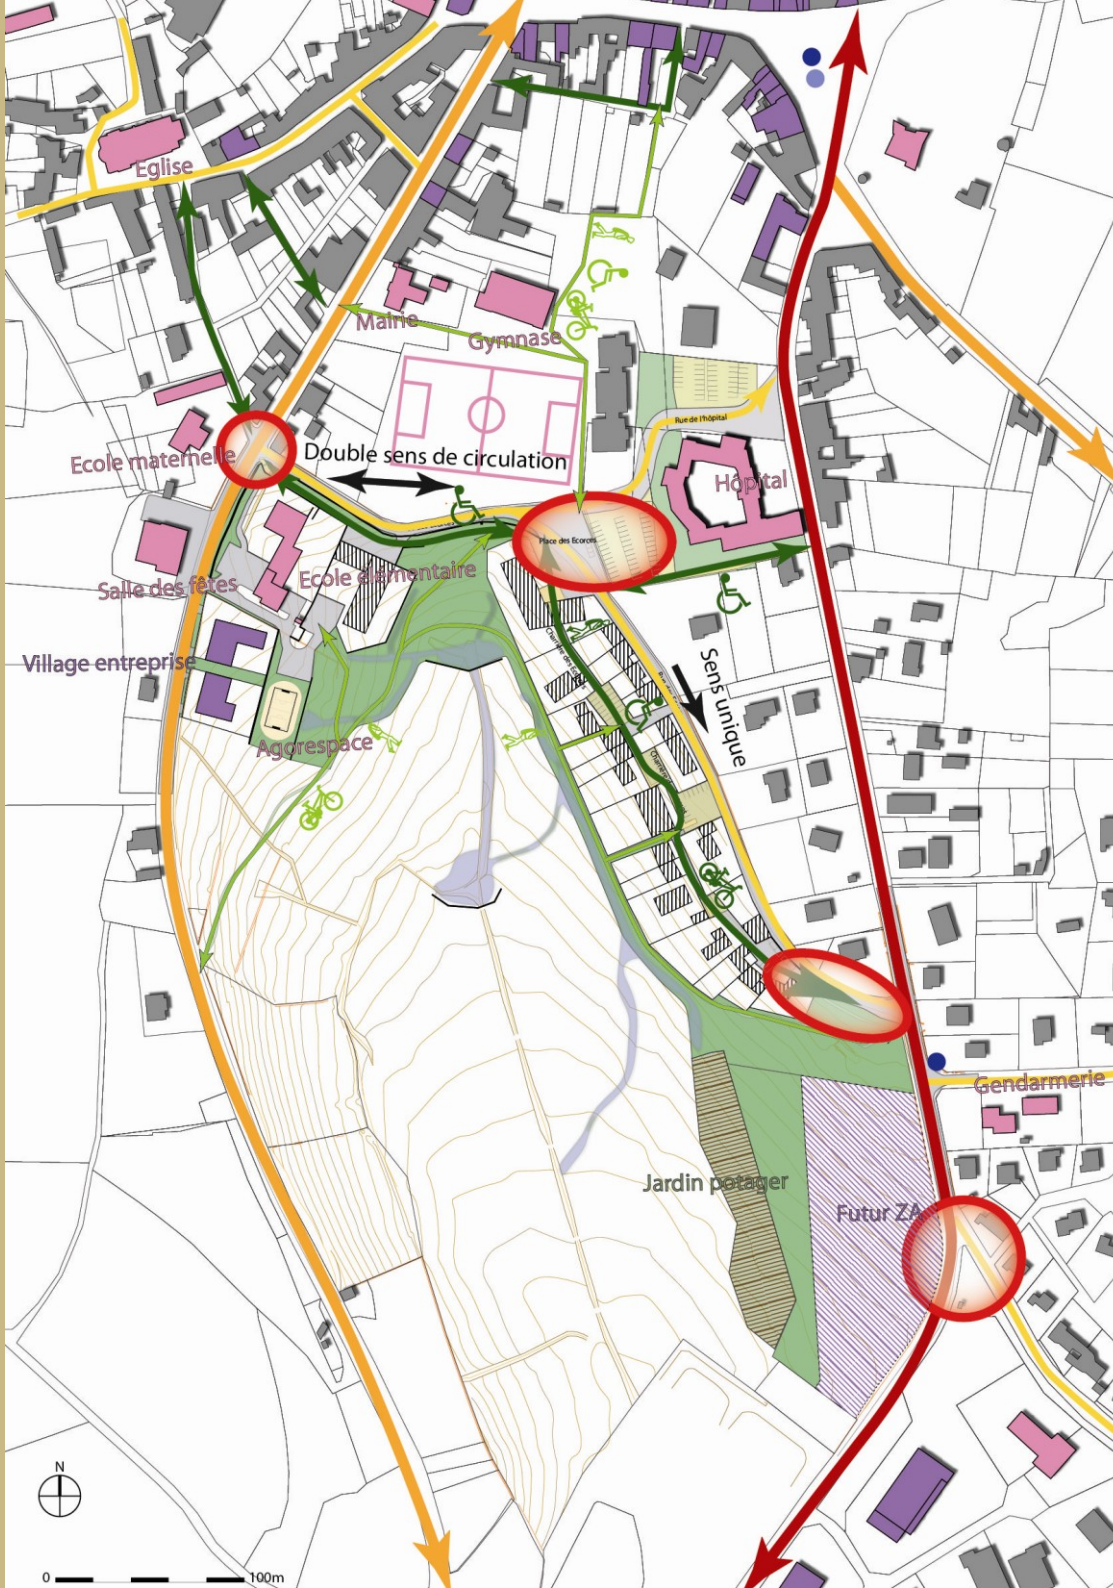 Eglise
Mairie
Gymnase
Rue de l'hôpital
Ecole maternelle
Double sens de circulation
Hôpital
Place des Ecorces
Salle des fêtes
Ecole élémentaire
Village entreprise
Sens unique
Agorespace
Gendarmerie
Jardin potager
Futur ZA
N
0
100m